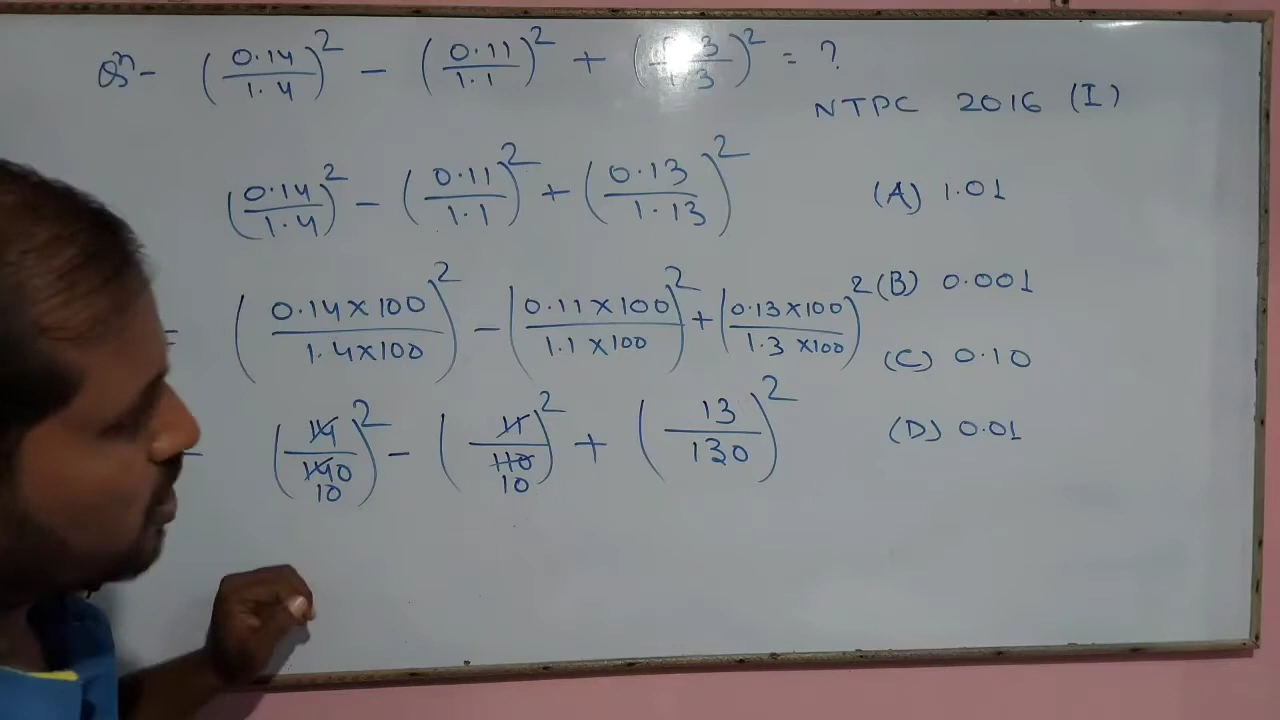 Qn- (0.14/1.4)² - (0.11/1.1)² + ( 3/ 3)² = ?
NTPC 2016 (I)
(0.14/1.4)² - (0.11/1.1)² + (0.13/1.13)²
(A) 1.01
= (0.14×100/1.4×100)² - (0.11×100/1.1×100)² + (0.13×100/1.3×100)²
(B) 0.001
(C) 0.10
(14/140 10)² - (11/110 10)² + (13/130)²
(D) 0.01